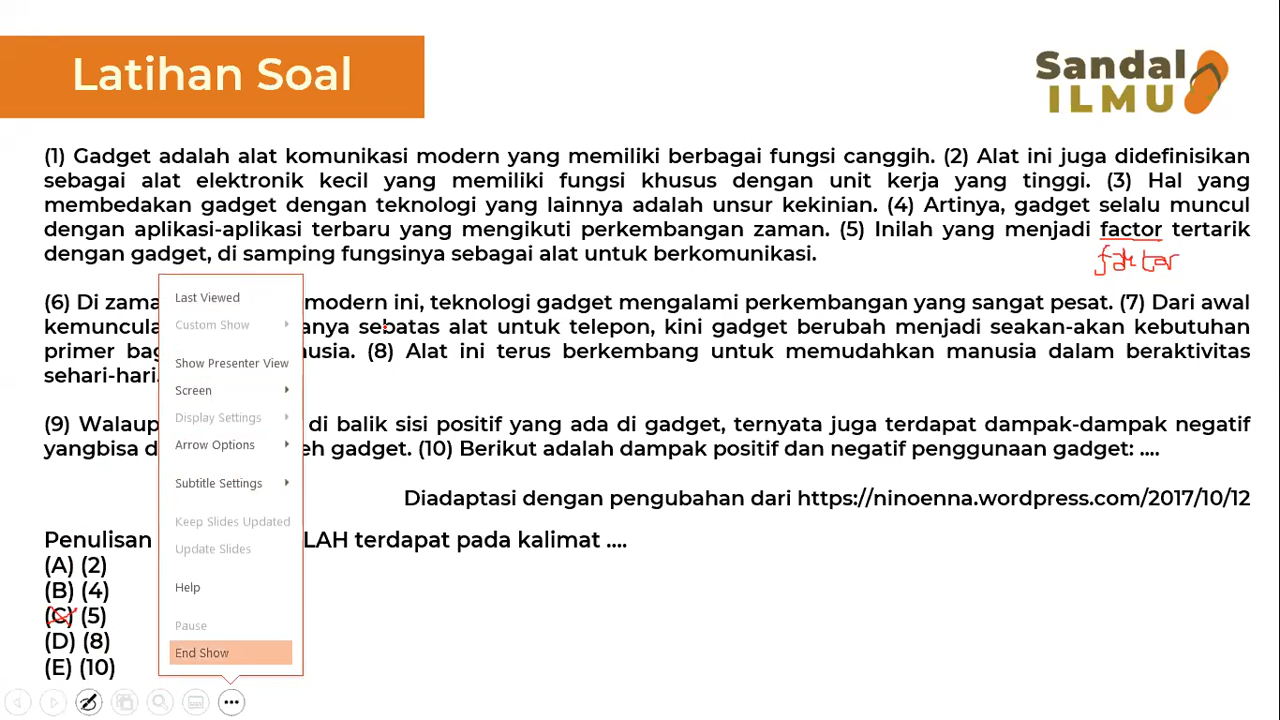 Latihan Soal
Sandal
ILMU
(1) Gadget adalah alat komunikasi modern yang memiliki berbagai fungsi canggih. (2) Alat ini juga didefinisikan
sebagai alat elektronik kecil yang memiliki fungsi khusus dengan unit kerja yang tinggi. (3) Hal yang
membedakan gadget dengan teknologi yang lainnya adalah unsur kekinian. (4) Artinya, gadget selalu muncul
dengan aplikasi-aplikasi terbaru yang mengikuti perkembangan zaman. (5) Inilah yang menjadi factor tertarik
dengan gadget, di samping fungsinya sebagai alat untuk berkomunikasi.
faktor
(6) Di zama modern ini, teknologi gadget mengalami perkembangan yang sangat pesat. (7) Dari awal
kemuncula anya sebatas alat untuk telepon, kini gadget berubah menjadi seakan-akan kebutuhan
primer bag nusia. (8) Alat ini terus berkembang untuk memudahkan manusia dalam beraktivitas
sehari-hari.
(9) Walaup di balik sisi positif yang ada di gadget, ternyata juga terdapat dampak-dampak negatif
yangbisa d eh gadget. (10) Berikut adalah dampak positif dan negatif penggunaan gadget: ....
Diadaptasi dengan pengubahan dari https://ninoenna.wordpress.com/2017/10/12
Penulisan LAH terdapat pada kalimat ....
(A) (2)
(B) (4)
(C) (5)
(D) (8)
(E) (10)
Last Viewed
Custom Show
Show Presenter View
Screen
Display Settings
Arrow Options
Subtitle Settings
Keep Slides Updated
Update Slides
Help
Pause
End Show